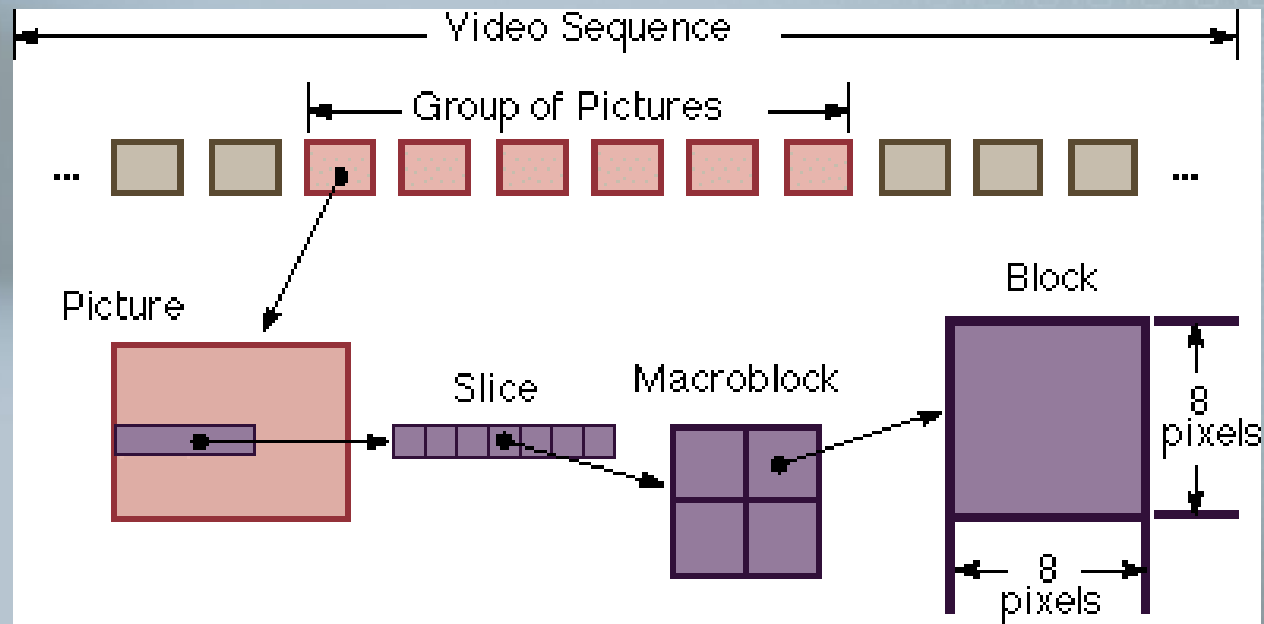 Video Sequence
Group of Pictures
...
...
Picture
Slice
Macroblock
Block
8
pixels
8
pixels